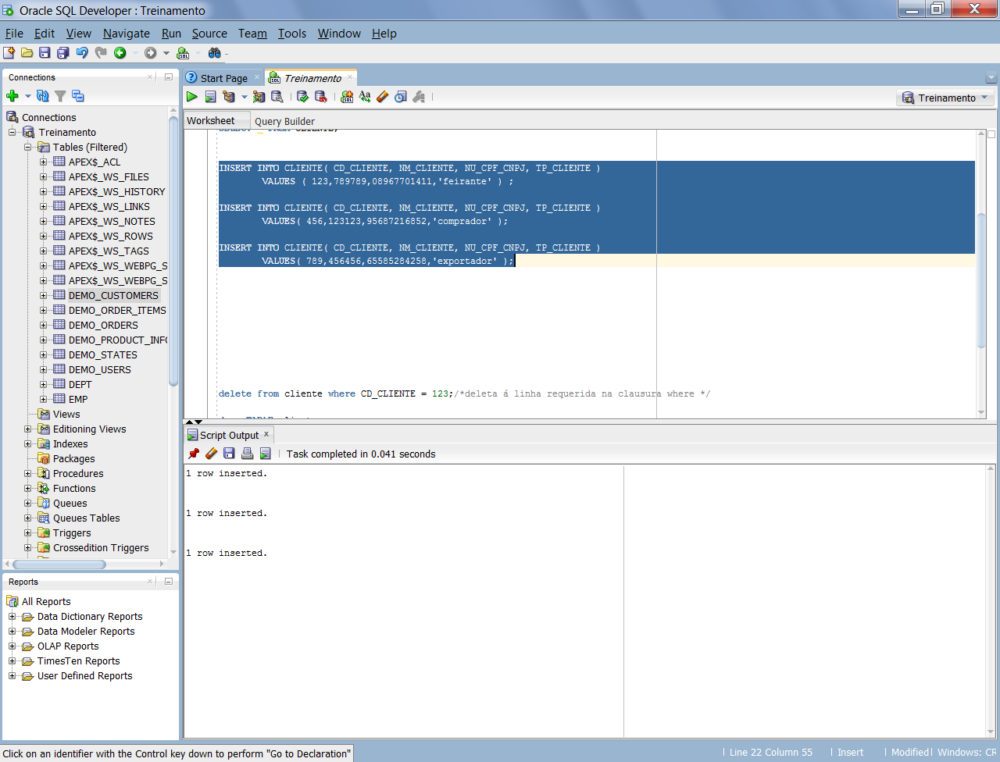 Oracle SQL Developer : Treinamento
File Edit View Navigate Run Source Team Tools Window Help
Connections
Connections
Treinamento
Tables (Filtered)
APEX$_ACL
APEX$_WS_FILES
APEX$_WS_HISTORY
APEX$_WS_LINKS
APEX$_WS_NOTES
APEX$_WS_ROWS
APEX$_WS_TAGS
APEX$_WS_WEBPG_S
APEX$_WS_WEBPG_S
DEMO_CUSTOMERS
DEMO_ORDER_ITEMS
DEMO_ORDERS
DEMO_PRODUCT_INFO
DEMO_STATES
DEMO_USERS
DEPT
EMP
Views
Editioning Views
Indexes
Packages
Procedures
Functions
Queues
Queues Tables
Triggers
Crossedition Triggers
Reports
All Reports
Data Dictionary Reports
Data Modeler Reports
OLAP Reports
TimesTen Reports
User Defined Reports
Start Page
Treinamento
Treinamento
Worksheet Query Builder
INSERT INTO CLIENTE( CD_CLIENTE, NM_CLIENTE, NU_CPF_CNPJ, TP_CLIENTE )
VALUES ( 123,789789,08967701411,'feirante' ) ;
INSERT INTO CLIENTE( CD_CLIENTE, NM_CLIENTE, NU_CPF_CNPJ, TP_CLIENTE )
VALUES( 456,123123,95687216852,'comprador' );
INSERT INTO CLIENTE( CD_CLIENTE, NM_CLIENTE, NU_CPF_CNPJ, TP_CLIENTE )
VALUES( 789,456456,65585284258,'exportador' );
delete from cliente where CD_CLIENTE = 123;/*deleta á linha requerida na clausura where */
Script Output
Task completed in 0.041 seconds
1 row inserted.
1 row inserted.
1 row inserted.
Click on an identifier with the Control key down to perform "Go to Declaration"
Line 22 Column 55 Insert Modified Windows: CR